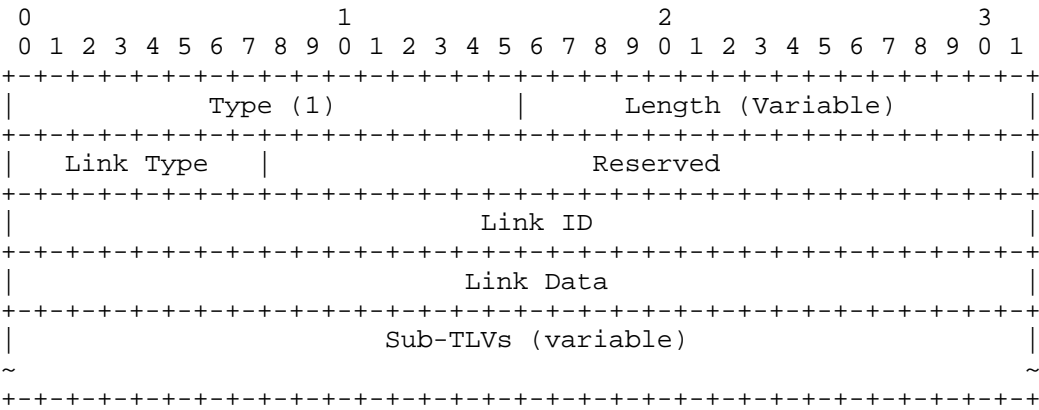 0                   1                   2                   3
 0 1 2 3 4 5 6 7 8 9 0 1 2 3 4 5 6 7 8 9 0 1 2 3 4 5 6 7 8 9 0 1
+-+-+-+-+-+-+-+-+-+-+-+-+-+-+-+-+-+-+-+-+-+-+-+-+-+-+-+-+-+-+-+-+
|            Type (1)           |      Length (Variable)        |
+-+-+-+-+-+-+-+-+-+-+-+-+-+-+-+-+-+-+-+-+-+-+-+-+-+-+-+-+-+-+-+-+
|   Link Type   |                    Reserved                   |
+-+-+-+-+-+-+-+-+-+-+-+-+-+-+-+-+-+-+-+-+-+-+-+-+-+-+-+-+-+-+-+-+
|                             Link ID                           |
+-+-+-+-+-+-+-+-+-+-+-+-+-+-+-+-+-+-+-+-+-+-+-+-+-+-+-+-+-+-+-+-+
|                            Link Data                          |
+-+-+-+-+-+-+-+-+-+-+-+-+-+-+-+-+-+-+-+-+-+-+-+-+-+-+-+-+-+-+-+-+
|                       Sub-TLVs (variable)                     |
~                                                               ~
+-+-+-+-+-+-+-+-+-+-+-+-+-+-+-+-+-+-+-+-+-+-+-+-+-+-+-+-+-+-+-+-+